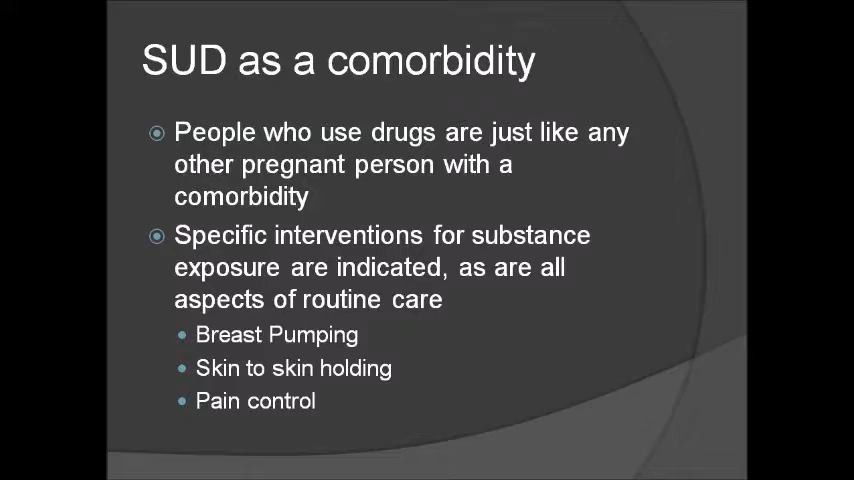 SUD as a comorbidity
People who use drugs are just like any
other pregnant person with a
comorbidity
Specific interventions for substance
exposure are indicated, as are all
aspects of routine care
Breast Pumping
Skin to skin holding
Pain control